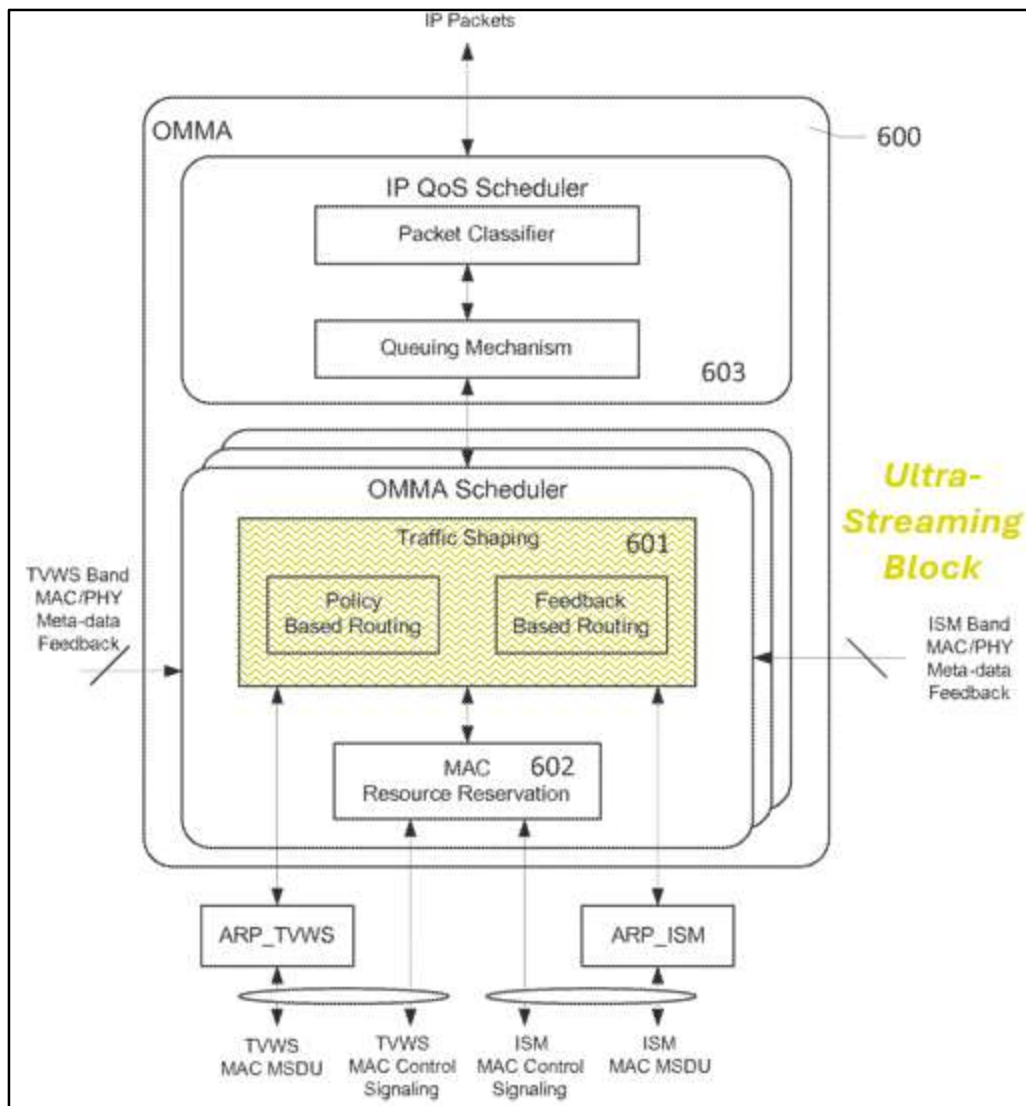 IP Packets
OMMA
600
IP QoS Scheduler
Packet Classifier
Queuing Mechanism
603
OMMA Scheduler
Traffic Shaping
601
Policy
Based Routing
Feedback
Based Routing
Ultra-
Streaming
Block
TVWS Band
MAC/PHY
Meta-data
Feedback
ISM Band
MAC/PHY
Meta-data
Feedback
MAC
602
Resource Reservation
ARP_TVWS
ARP_ISM
TVWS
MAC MSDU
TVWS
MAC Control
Signaling
ISM
MAC Control
Signaling
ISM
MAC MSDU